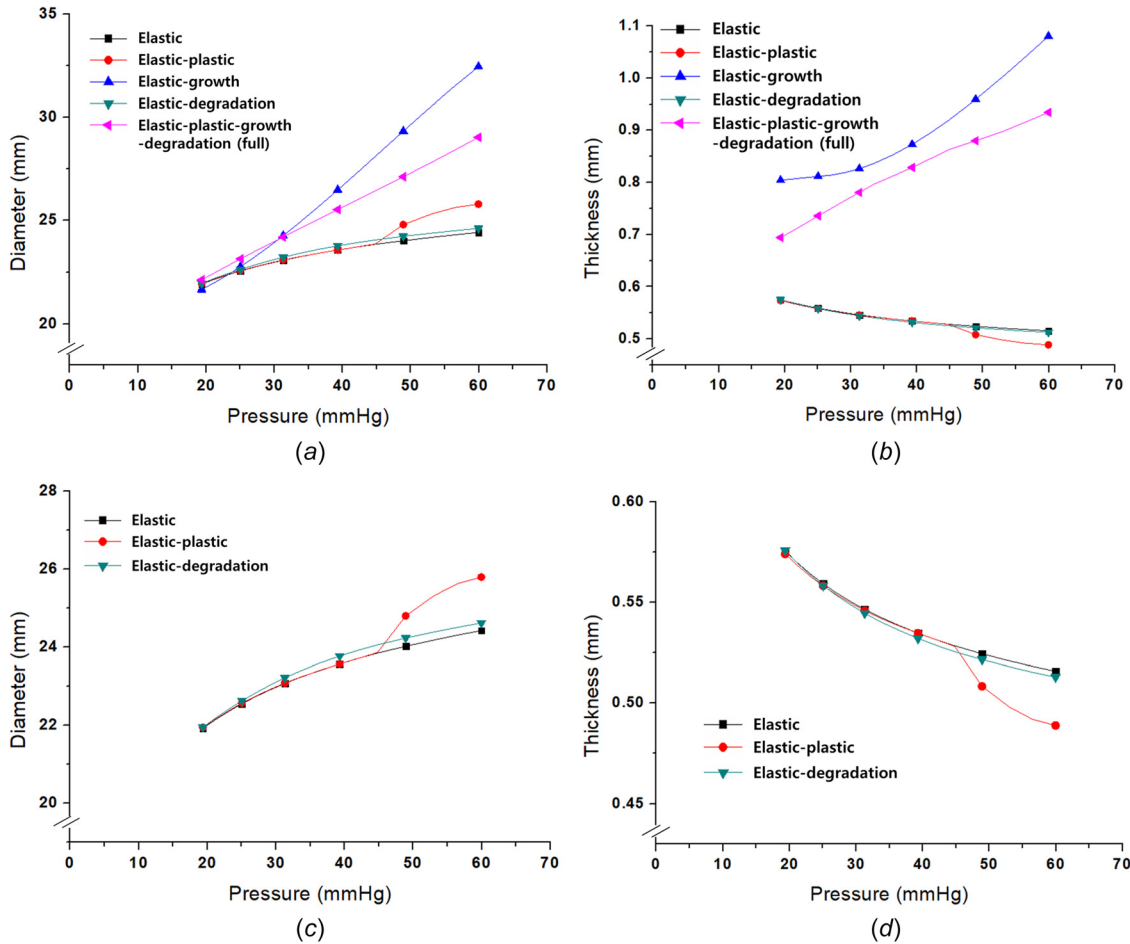 35
30
25
20
Diameter (mm)
Elastic
Elastic-plastic
Elastic-growth
Elastic-degradation
Elastic-plastic-growth
-degradation (full)
0 10 20 30 40 50 60 70
Pressure (mmHg)
(a)
1.1
1.0
0.9
0.8
0.7
0.6
0.5
Thickness (mm)
Elastic
Elastic-plastic
Elastic-growth
Elastic-degradation
Elastic-plastic-growth
-degradation (full)
0 10 20 30 40 50 60 70
Pressure (mmHg)
(b)
28
26
24
22
20
Diameter (mm)
Elastic
Elastic-plastic
Elastic-degradation
0 10 20 30 40 50 60 70
Pressure (mmHg)
(c)
0.60
0.55
0.50
0.45
Thickness (mm)
Elastic
Elastic-plastic
Elastic-degradation
0 10 20 30 40 50 60 70
Pressure (mmHg)
(d)